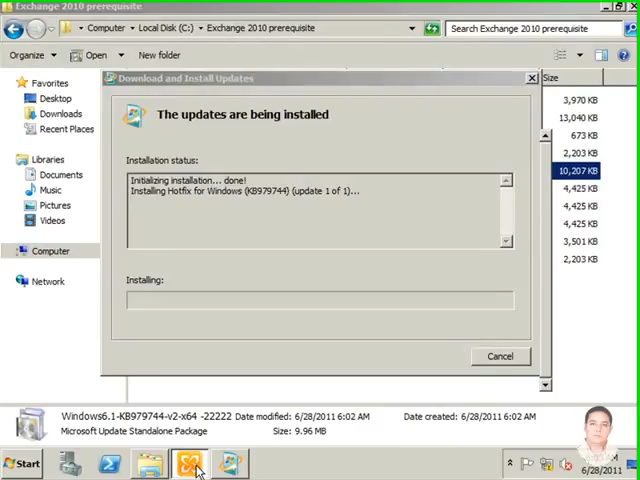 Exchange 2010 prerequisite
Computer
Local Disk (C:)
Exchange 2010 prerequisite
Search Exchange 2010 prerequisite
Organize
Open
New folder
Favorites
Desktop
Downloads
Recent Places
Libraries
Documents
Music
Pictures
Videos
Computer
Network
Download and Install Updates
The updates are being installed
Installation status:
Initializing installation... done!
Installing Hotfix for Windows (KB979744) (update 1 of 1)...
Installing:
Cancel
Size
3,970 KB
13,040 KB
673 KB
2,203 KB
10,207 KB
4,425 KB
4,425 KB
4,425 KB
3,501 KB
2,203 KB
Windows6.1-KB979744-v2-x64 -22222 Date modified: 6/28/2011 6:02 AM Date created: 6/28/2011 6:02 AM
Microsoft Update Standalone Package Size: 9.96 MB
Start
6/28/2011